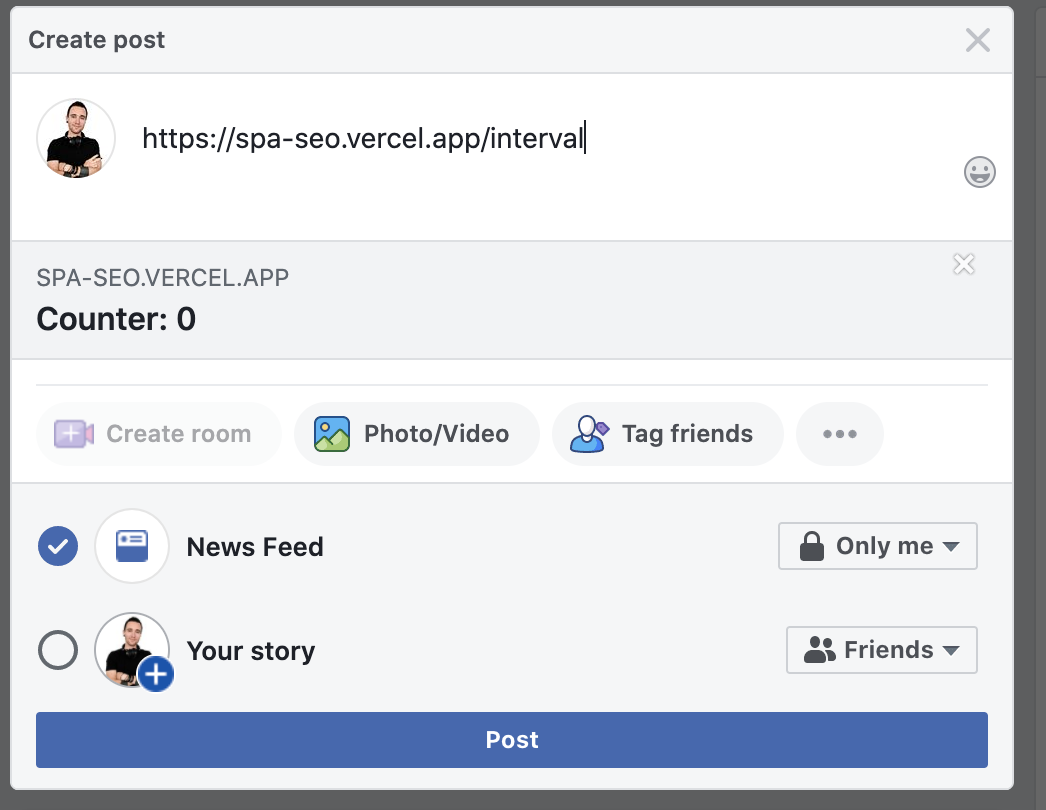 Create post
https://spa-seo.vercel.app/interval
SPA-SEO.VERCEL.APP
Counter: 0
Create room
Photo/Video
Tag friends
News Feed
Only me
Your story
Friends
Post